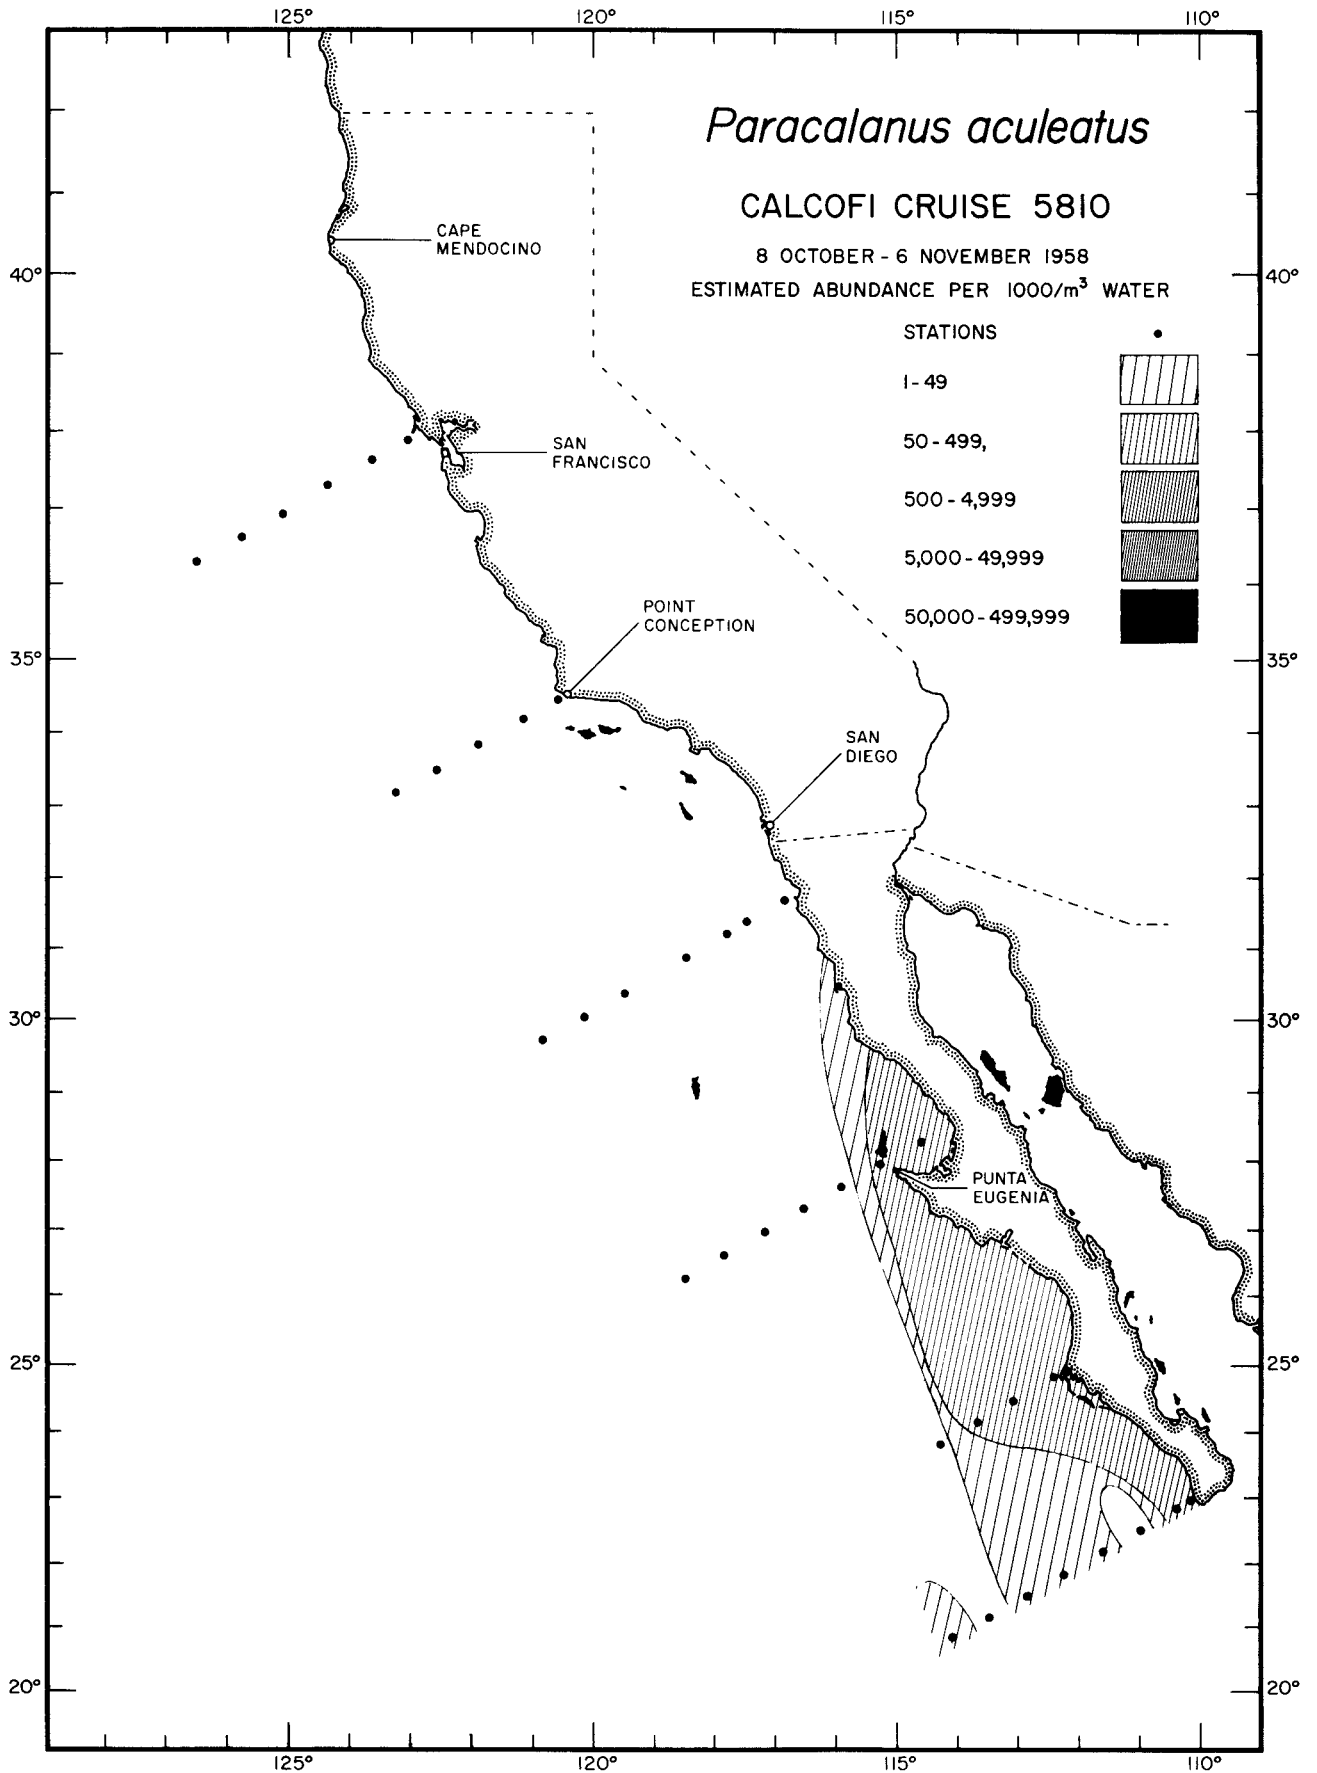 125° 120° 115° 110°
Paracalanus aculeatus
CALCOFI CRUISE 5810
8 OCTOBER - 6 NOVEMBER 1958
ESTIMATED ABUNDANCE PER 1000/m³ WATER
STATIONS
1-49
50-499,
500-4,999
5,000-49,999
50,000-499,999
CAPE
MENDOCINO
40° 40°
SAN
FRANCISCO
POINT
CONCEPTION
35° 35°
SAN
DIEGO
30° 30°
PUNTA
EUGENIA
25° 25°
20° 20°
125° 120° 115° 110°